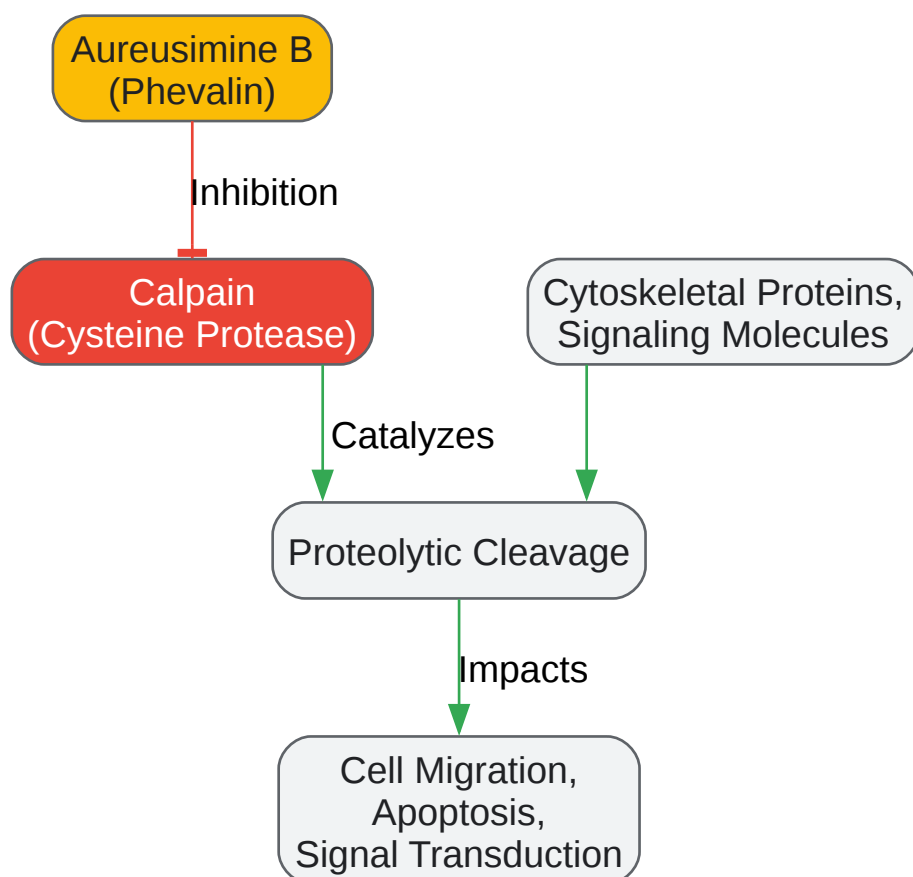 Aureusimine B
(Phevalin)
Inhibition
Calpain
(Cysteine Protease)
Cytoskeletal Proteins,
Signaling Molecules
Catalyzes
Proteolytic Cleavage
Impacts
Cell Migration,
Apoptosis,
Signal Transduction